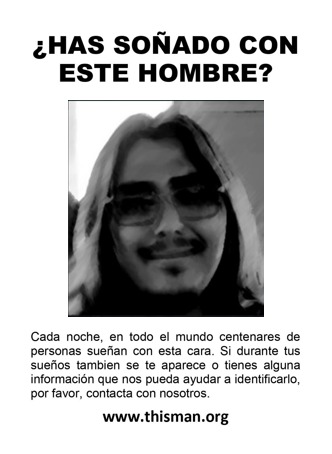 ¿HAS SOÑADO CON
ESTE HOMBRE?
Cada noche, en todo el mundo centenares de
personas sueñan con esta cara. Si durante tus
sueños tambien se te aparece o tienes alguna
información que nos pueda ayudar a identificarlo,
por favor, contacta con nosotros.
www.thisman.org